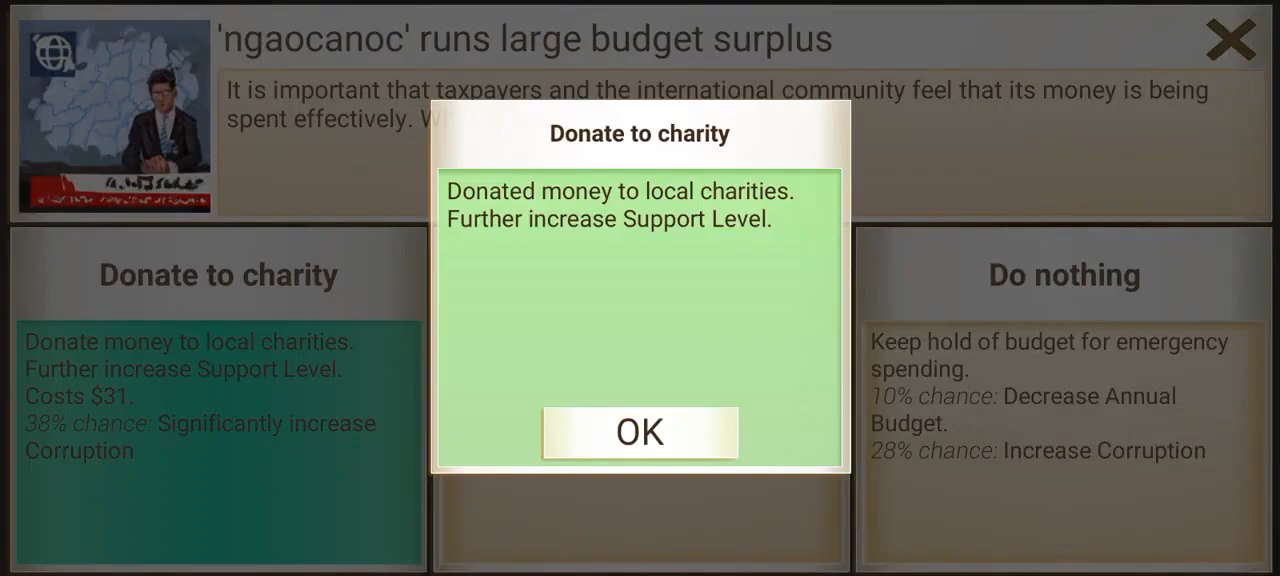 'ngaocanoc' runs large budget surplus
It is important that taxpayers and the international community feel that its money is being
spent effectively.
Donate to charity
Donated money to local charities.
Further increase Support Level.
OK
Donate to charity
Donate money to local charities.
Further increase Support Level.
Costs $31.
38% chance: Significantly increase
Corruption
Do nothing
Keep hold of budget for emergency
spending.
10% chance: Decrease Annual
Budget.
28% chance: Increase Corruption